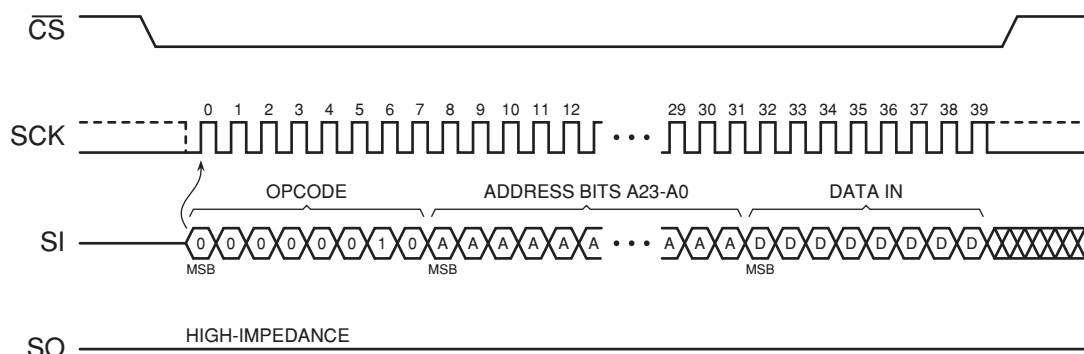 CS
0 1 2 3 4 5 6 7 8 9 10 11 12 29 30 31 32 33 34 35 36 37 38 39
SCK
OPCODE ADDRESS BITS A23-A0 DATA IN
SI 0 0 0 0 0 0 1 0 A A A A A A A A A D D D D D D D D
MSB MSB MSB
HIGH-IMPEDANCE
SO